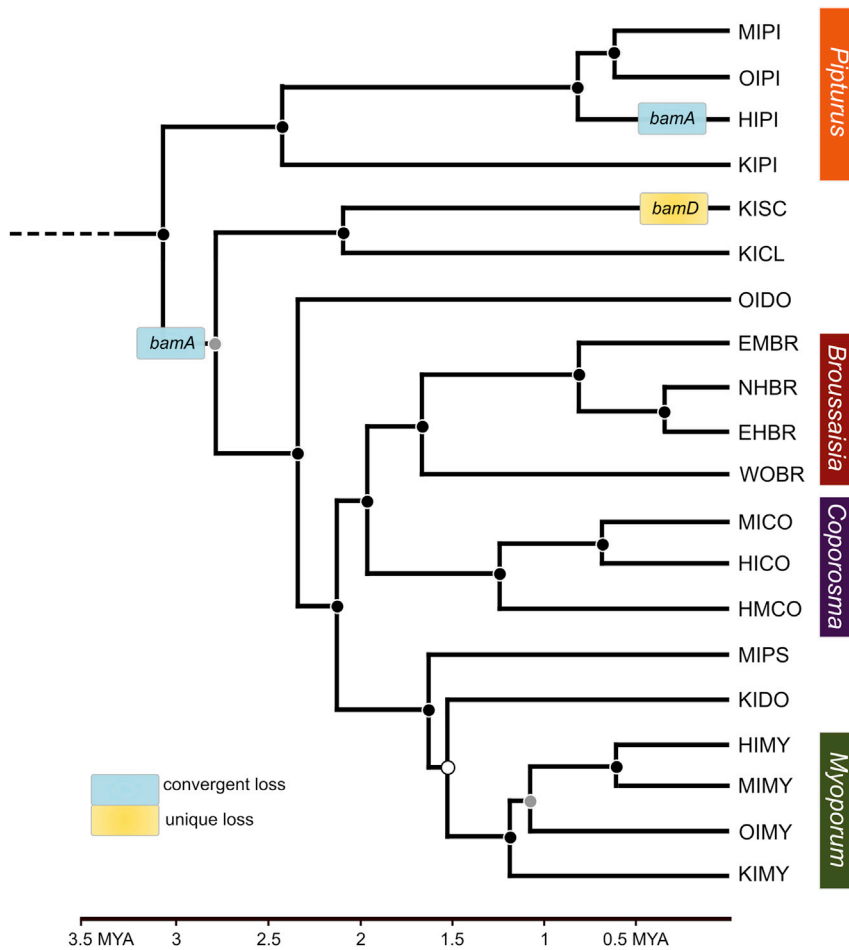 MIPI
OIPI
bamA HIPI
KIPI
Pipturus
bamD KISC
KICL
OIDO
bamA
EMBR
NHBR
EHBR
WOBR
Broussaisia
MICO
HICO
HMCO
Coporosma
MIPS
KIDO
HIMY
MIMY
OIMY
KIMY
Myoporum
convergent loss
unique loss
3.5 MYA 3 2.5 2 1.5 1 0.5 MYA